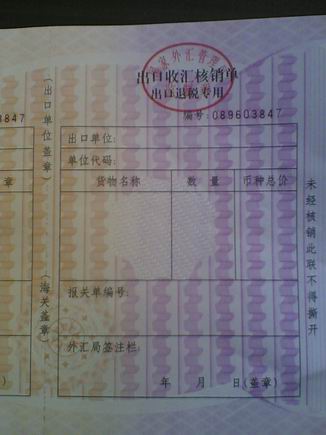 国家外汇管理
出口收汇核销单
出口退税专用
编号:089603847
出口单位:
单位代码:
货物名称 数量 币种总价
报关单编号:
外汇局签注栏:
年 月 日(盖章)
未经核销此联不得撕开
(出口单位盖章)
(海关盖章)
3847
章
)